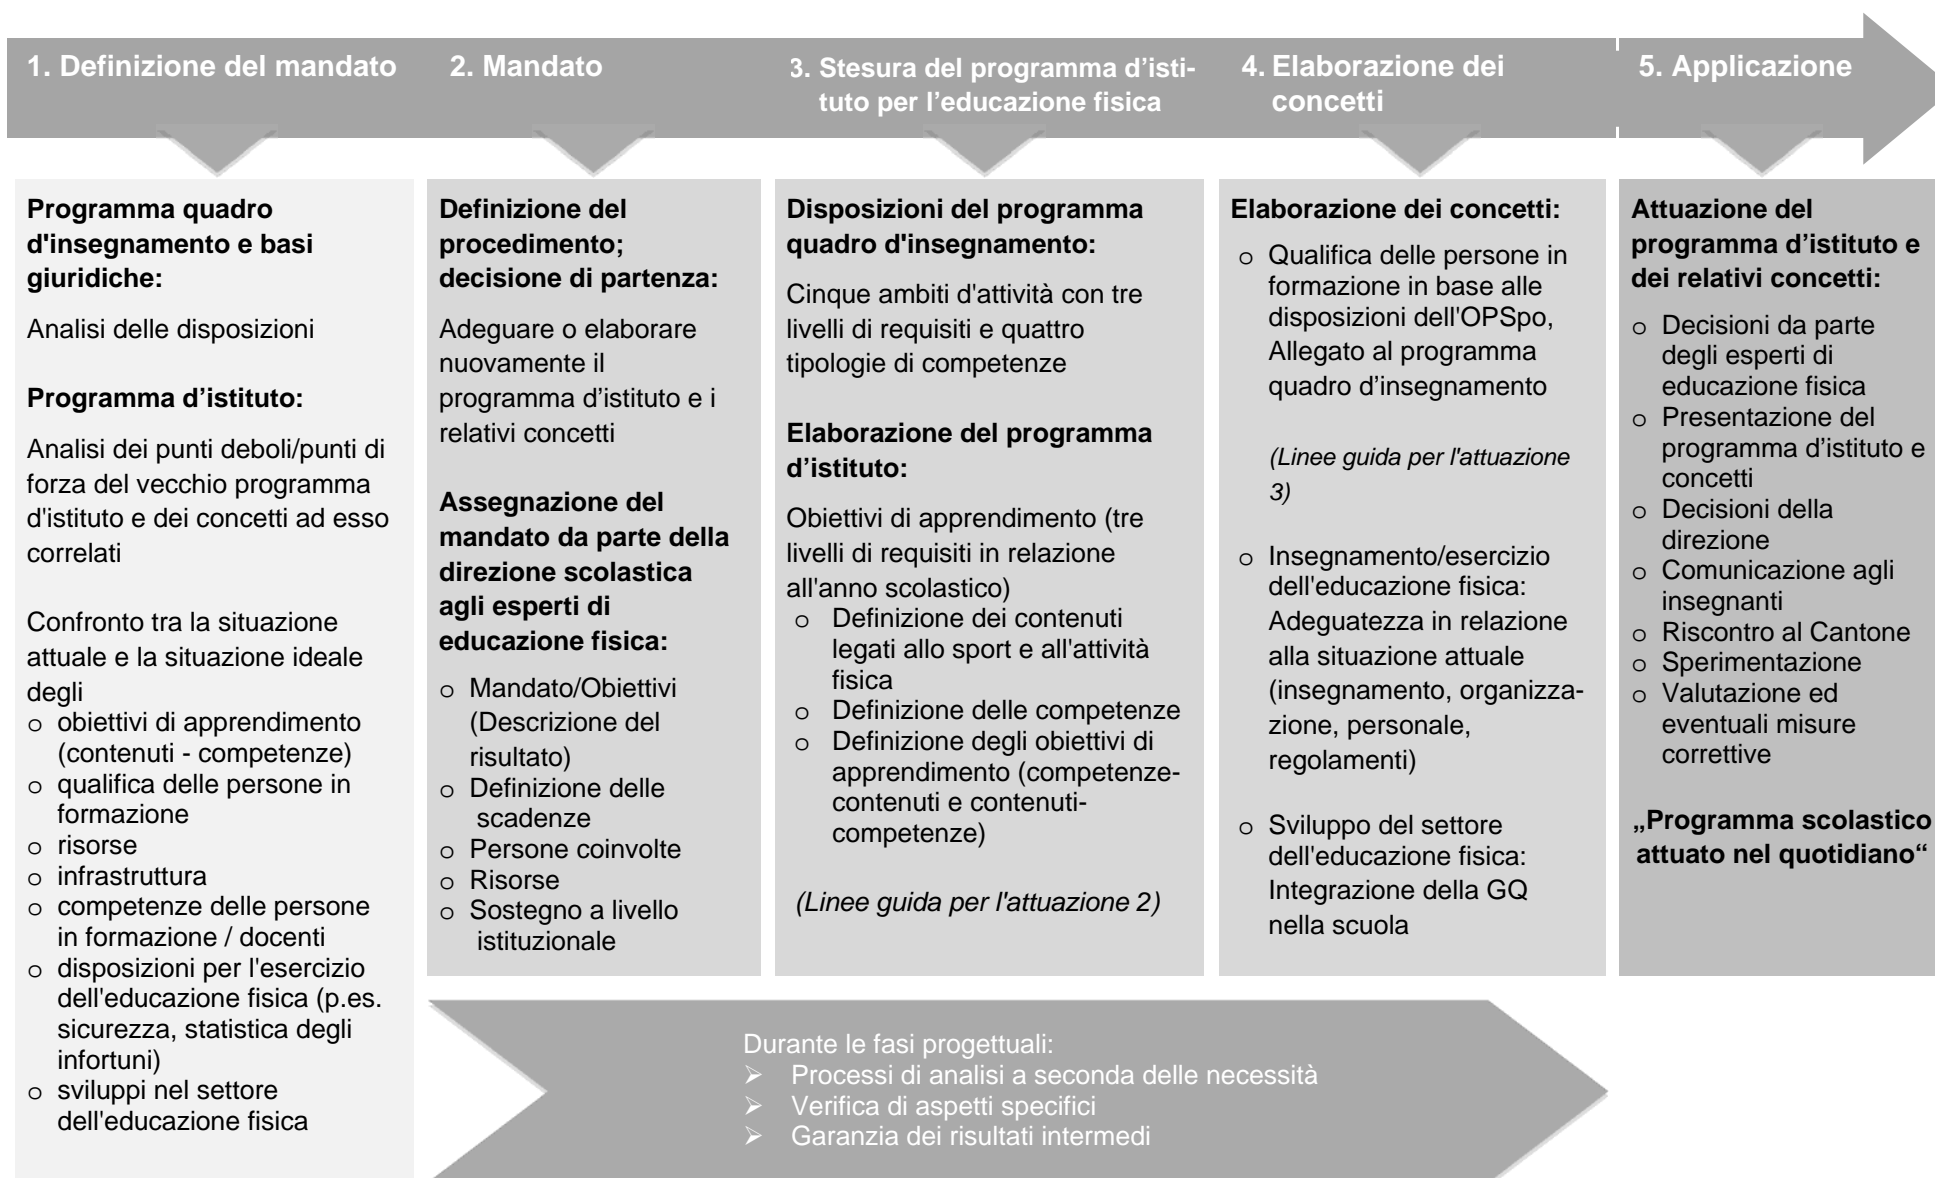 1. Definizione del mandato
2. Mandato
3. Stesura del programma d’isti-
tuto per l’educazione fisica
4. Elaborazione dei
concetti
5. Applicazione
Programma quadro
d'insegnamento e basi
giuridiche:
Analisi delle disposizioni
Programma d’istituto:
Analisi dei punti deboli/punti di
forza del vecchio programma
d'istituto e dei concetti ad esso
correlati
Confronto tra la situazione
attuale e la situazione ideale
degli
o obiettivi di apprendimento
(contenuti - competenze)
o qualifica delle persone in
formazione
o risorse
o infrastruttura
o competenze delle persone
in formazione / docenti
o disposizioni per l'esercizio
dell'educazione fisica (p.es.
sicurezza, statistica degli
infortuni)
o sviluppi nel settore
dell'educazione fisica
Definizione del
procedimento;
decisione di partenza:
Adeguare o elaborare
nuovamente il
programma d’istituto e i
relativi concetti
Assegnazione del
mandato da parte della
direzione scolastica
agli esperti di
educazione fisica:
o Mandato/Obiettivi
(Descrizione del
risultato)
o Definizione delle
scadenze
o Persone coinvolte
o Risorse
o Sostegno a livello
istituzionale
Disposizioni del programma
quadro d'insegnamento:
Cinque ambiti d'attività con tre
livelli di requisiti e quattro
tipologie di competenze
Elaborazione del programma
d’istituto:
Obiettivi di apprendimento (tre
livelli di requisiti in relazione
all'anno scolastico)
o Definizione dei contenuti
legati allo sport e all'attività
fisica
o Definizione delle competenze
o Definizione degli obiettivi di
apprendimento (competenze-
contenuti e contenuti-
competenze)
(Linee guida per l'attuazione 2)
Elaborazione dei concetti:
o Qualifica delle persone in
formazione in base alle
disposizioni dell'OPSpo,
Allegato al programma
quadro d’insegnamento
(Linee guida per l'attuazione
3)
o Insegnamento/esercizio
dell'educazione fisica:
Adeguatezza in relazione
alla situazione attuale
(insegnamento, organizza-
zione, personale,
regolamenti)
o Sviluppo del settore
dell'educazione fisica:
Integrazione della GQ
nella scuola
Attuazione del
programma d’istituto e
dei relativi concetti:
o Decisioni da parte
degli esperti di
educazione fisica
o Presentazione del
programma d’istituto e
concetti
o Decisioni della
direzione
o Comunicazione agli
insegnanti
o Riscontro al Cantone
o Sperimentazione
o Valutazione ed
eventuali misure
correttive
„Programma scolastico
attuato nel quotidiano“
Durante le fasi progettuali:
➢ Processi di analisi a seconda delle necessità
➢ Verifica di aspetti specifici
➢ Garanzia dei risultati intermedi